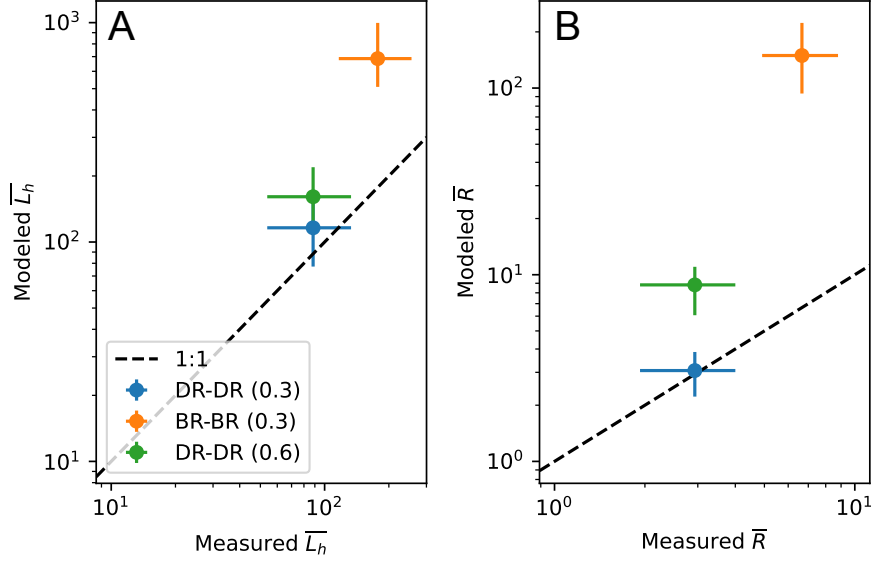 A
10³
10²
10¹
Modeled L̅ₕ
1:1
DR-DR (0.3)
BR-BR (0.3)
DR-DR (0.6)
10¹
10²
Measured L̅ₕ
B
10²
10¹
10⁰
Modeled R̅
10⁰
10¹
Measured R̅